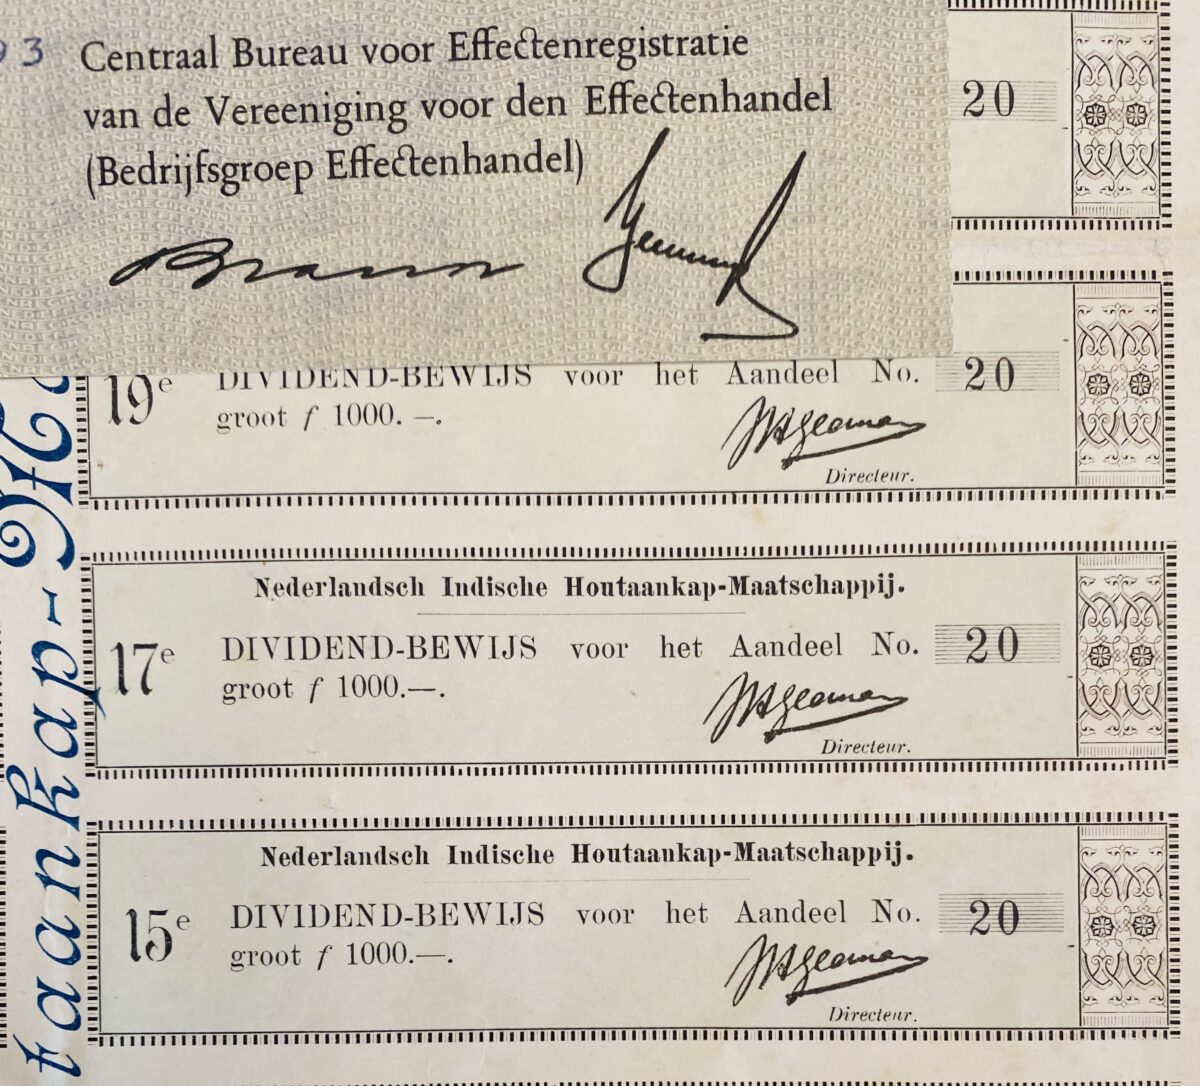 93 Centraal Bureau voor Effectenregistratie
van de Vereeniging voor den Effectenhandel
(Bedrijfsgroep Effectenhandel)
20
19e DIVIDEND-BEWIJS voor het Aandeel No. 20
groot f 1000.—.
Directeur.
Nederlandsch Indische Houtaankap-Maatschappij.
17e DIVIDEND-BEWIJS voor het Aandeel No. 20
groot f 1000.—.
Directeur.
Nederlandsch Indische Houtaankap-Maatschappij.
15e DIVIDEND-BEWIJS voor het Aandeel No. 20
groot f 1000.—.
Directeur.
taankap-